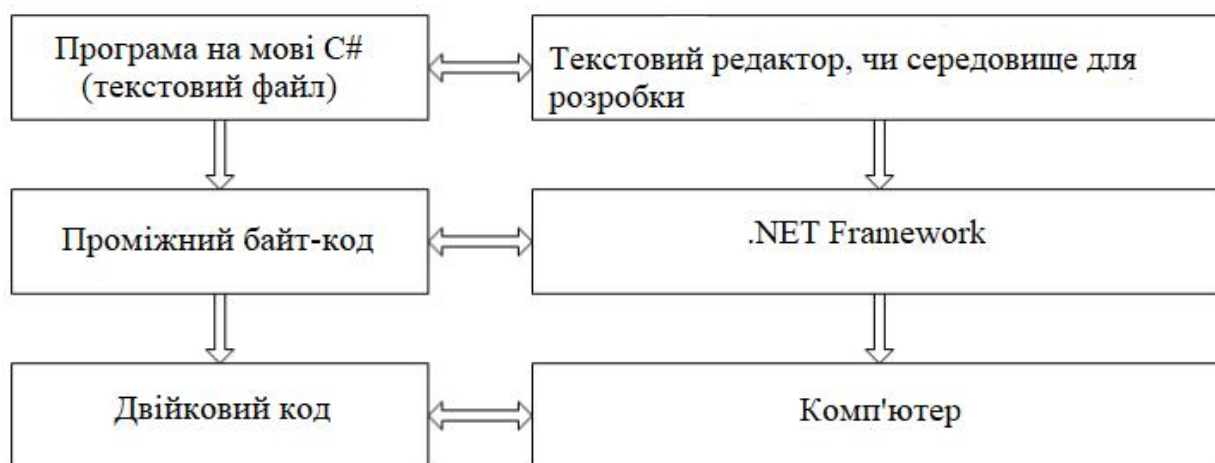 Програма на мові C#
(текстовий файл)
Текстовий редактор, чи середовище для
розробки
Проміжний байт-код
.NET Framework
Двійковий код
Комп'ютер